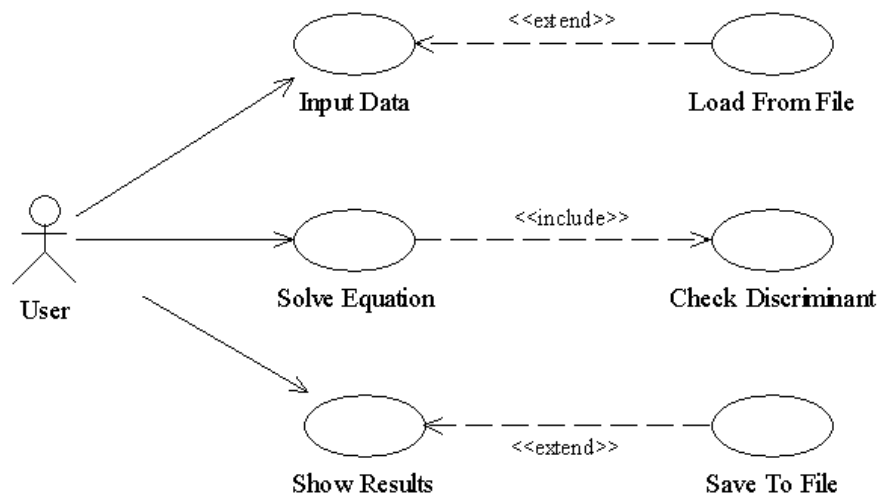 <<extend>>
Input Data
Load From File
<<include>>
Solve Equation
Check Discriminant
User
<<extend>>
Show Results
Save To File